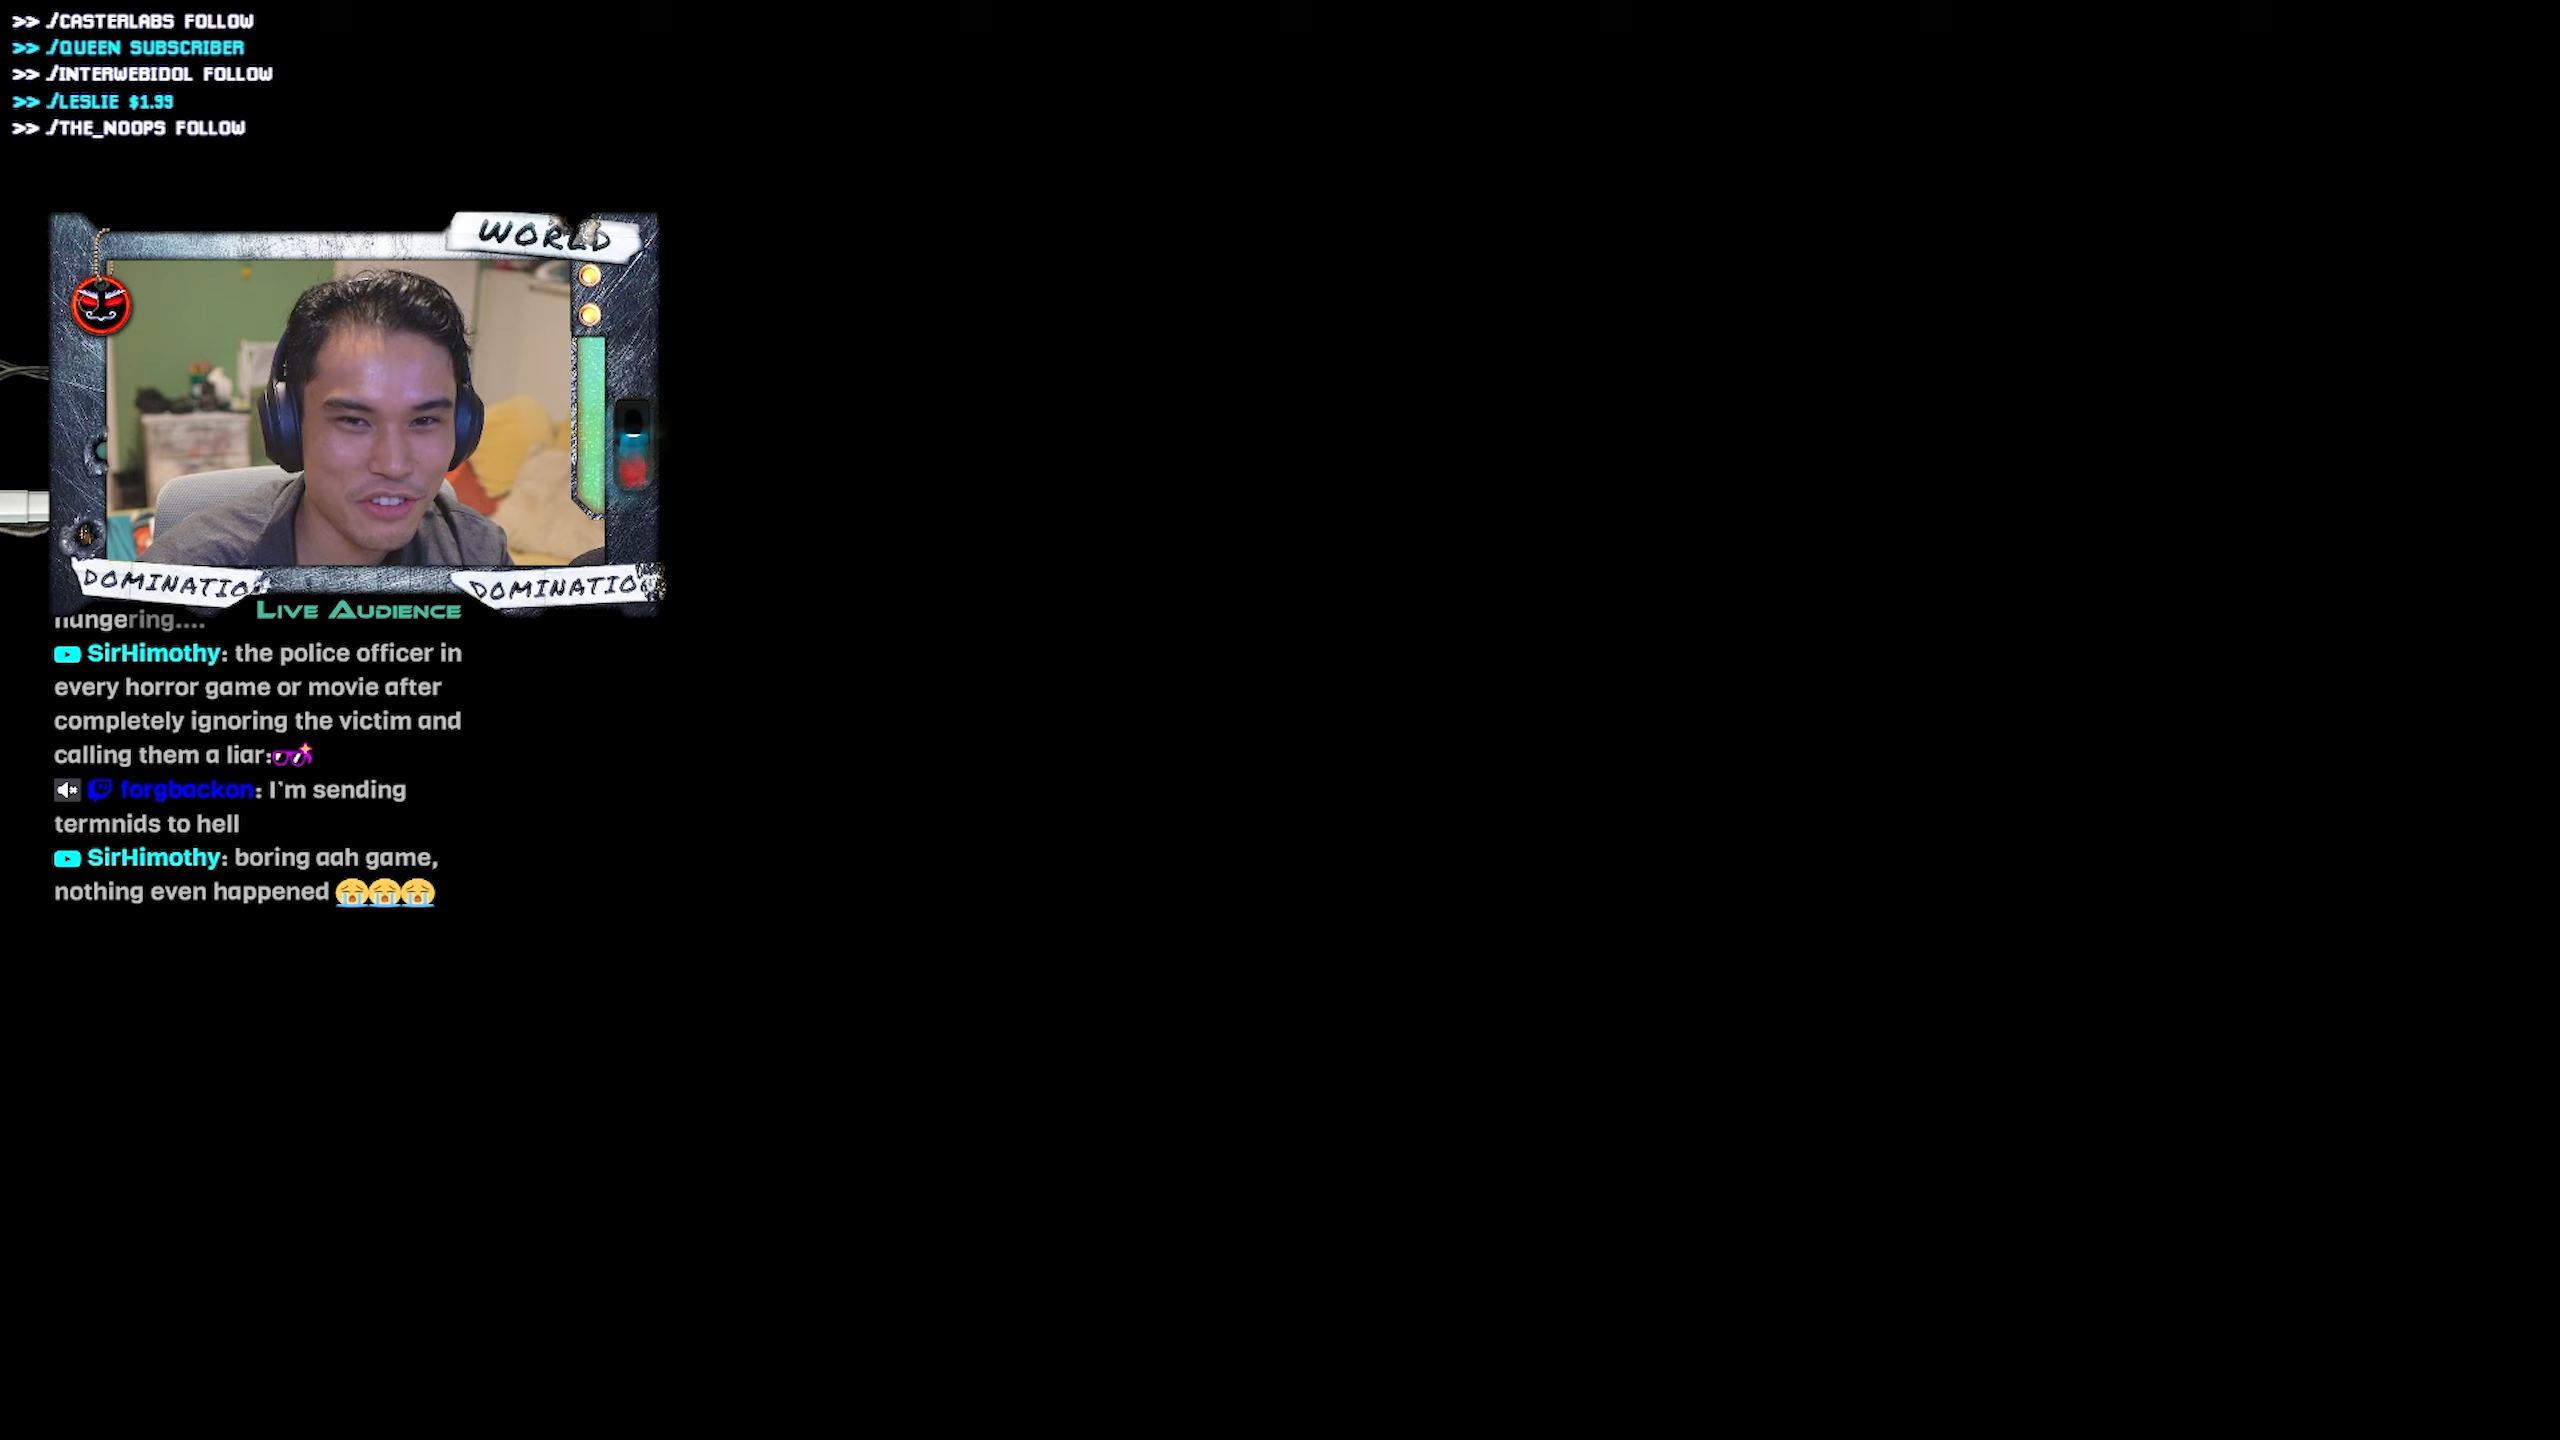 >> ./CASTERLABS FOLLOW
>> ./QUEEN SUBSCRIBER
>> ./INTERWEBIDOL FOLLOW
>> ./LESLIE $1.99
>> ./THE_NOOPS FOLLOW
WORLD
DOMINATIO
DOMINATIO
LIVE AUDIENCE
hungering....
SirHimothy: the police officer in
every horror game or movie after
completely ignoring the victim and
calling them a liar:
forgbackon: I'm sending
termnids to hell
SirHimothy: boring aah game,
nothing even happened 😭😭😭